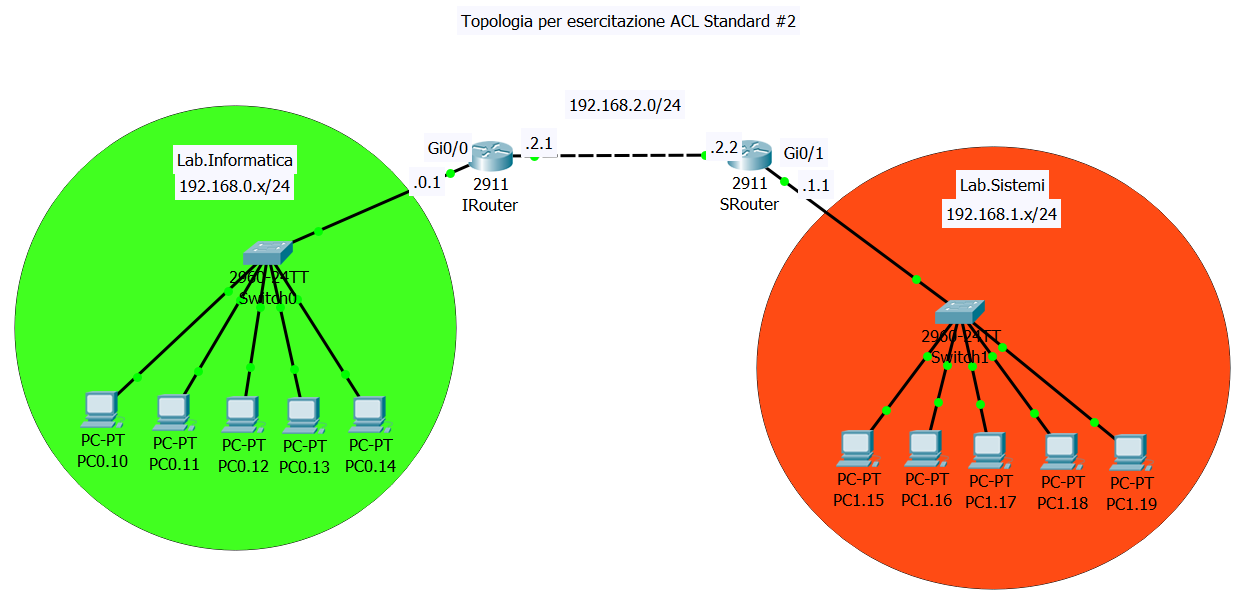 Topologia per esercitazione ACL Standard #2
192.168.2.0/24
Lab.Informatica
192.168.0.x/24
Gi0/0
.0.1
.2.1
2911
IRouter
.2.2
Gi0/1
.1.1
2911
SRouter
Lab.Sistemi
192.168.1.x/24
2960-24TT
Switch0
2960-24TT
Switch1
PC-PT
PC0.10
PC-PT
PC0.11
PC-PT
PC0.12
PC-PT
PC0.13
PC-PT
PC0.14
PC-PT
PC1.15
PC-PT
PC1.16
PC-PT
PC1.17
PC-PT
PC1.18
PC-PT
PC1.19